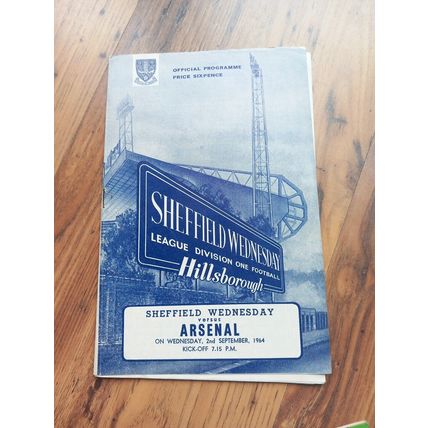 OFFICIAL PROGRAMME
PRICE SIXPENCE
SHEFFIELD WEDNESDAY
LEAGUE DIVISION ONE FOOTBALL
Hillsborough
SHEFFIELD WEDNESDAY
versus
ARSENAL
ON WEDNESDAY, 2nd SEPTEMBER, 1964
KICK-OFF 7.15 P.M.